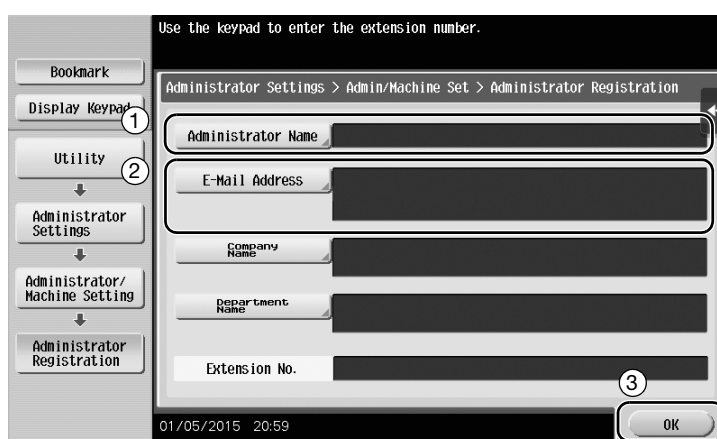 Use the keypad to enter the extension number.
Bookmark
Display Keypad
Utility
Administrator
Settings
Administrator/
Machine Setting
Administrator
Registration
Administrator Settings > Admin/Machine Set > Administrator Registration
1
Administrator Name
2
E-Mail Address
Company
Name
Department
Name
Extension No.
3
01/05/2015 20:59
OK